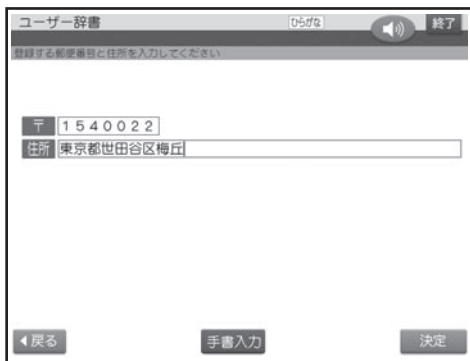 ユーザー辞書 ひらがな 終了
登録する郵便番号と住所を入力してください
〒 1540022
住所 東京都世田谷区梅丘
戻る 手書入力 決定